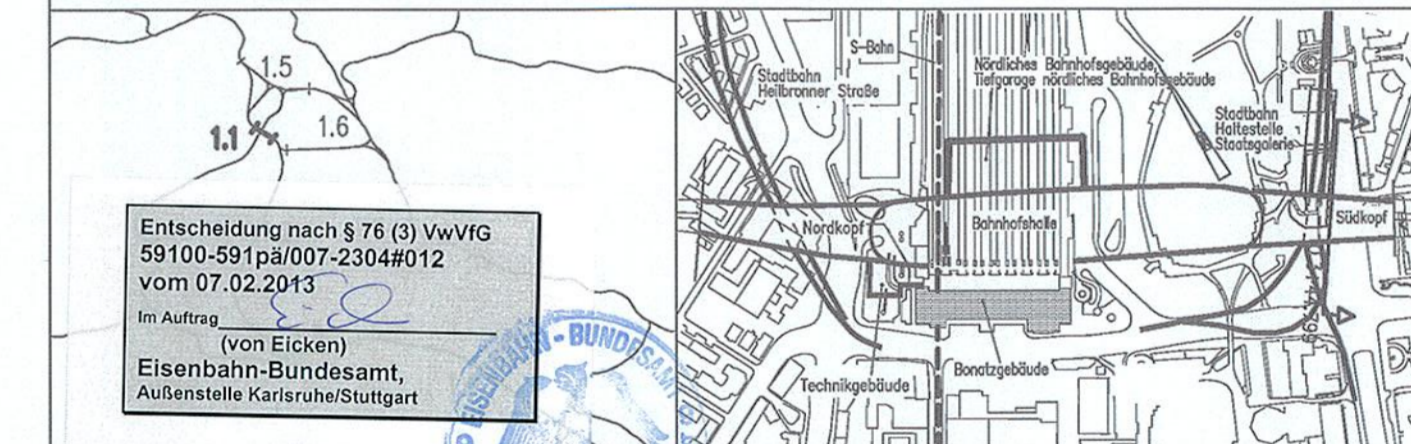 1.5
1.1
1.6
Entscheidung nach § 76 (3) VwVfG
59100-591pä/007-2304#012
vom 07.02.2013
Im Auftrag
(von Eicken)
Eisenbahn-Bundesamt,
Außenstelle Karlsruhe/Stuttgart
EISENBAHN-BUNDESAMT
S-Bahn
Stadtbahn
Heilbronner Straße
Nördliches Bahnhofsgebäude,
Tiefgarage nördliches Bahnhofsgebäude
Stadtbahn
Haltestelle
Staatsgalerie
Nordkopf
Bahnhofshalle
Südkopf
Technikgebäude
Bonatzgebäude